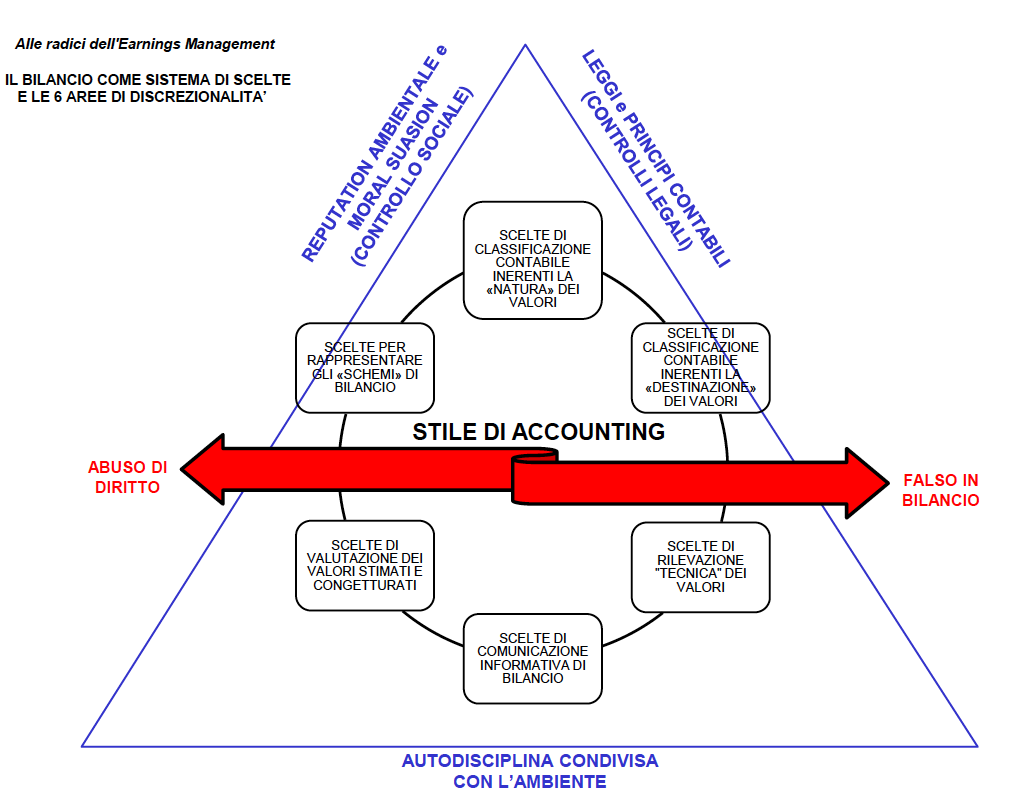 Alle radici dell'Earnings Management
IL BILANCIO COME SISTEMA DI SCELTE
E LE 6 AREE DI DISCREZIONALITA’
REPUTATION AMBIENTALE e
MORAL SUASION
(CONTROLLO SOCIALE)
LEGGI e PRINCIPI CONTABILI
(CONTROLLI LEGALI)
SCELTE DI
CLASSIFICAZIONE
CONTABILE
INERENTI LA
«NATURA» DEI
VALORI
SCELTE PER
RAPPRESENTARE
GLI «SCHEMI» DI
BILANCIO
SCELTE DI
CLASSIFICAZIONE
CONTABILE
INERENTI LA
«DESTINAZIONE»
DEI VALORI
STILE DI ACCOUNTING
ABUSO DI
DIRITTO
FALSO IN
BILANCIO
SCELTE DI
VALUTAZIONE DEI
VALORI STIMATI E
CONGETTURATI
SCELTE DI
RILEVAZIONE
"TECNICA" DEI
VALORI
SCELTE DI
COMUNICAZIONE
INFORMATIVA DI
BILANCIO
AUTODISCIPLINA CONDIVISA
CON L’AMBIENTE